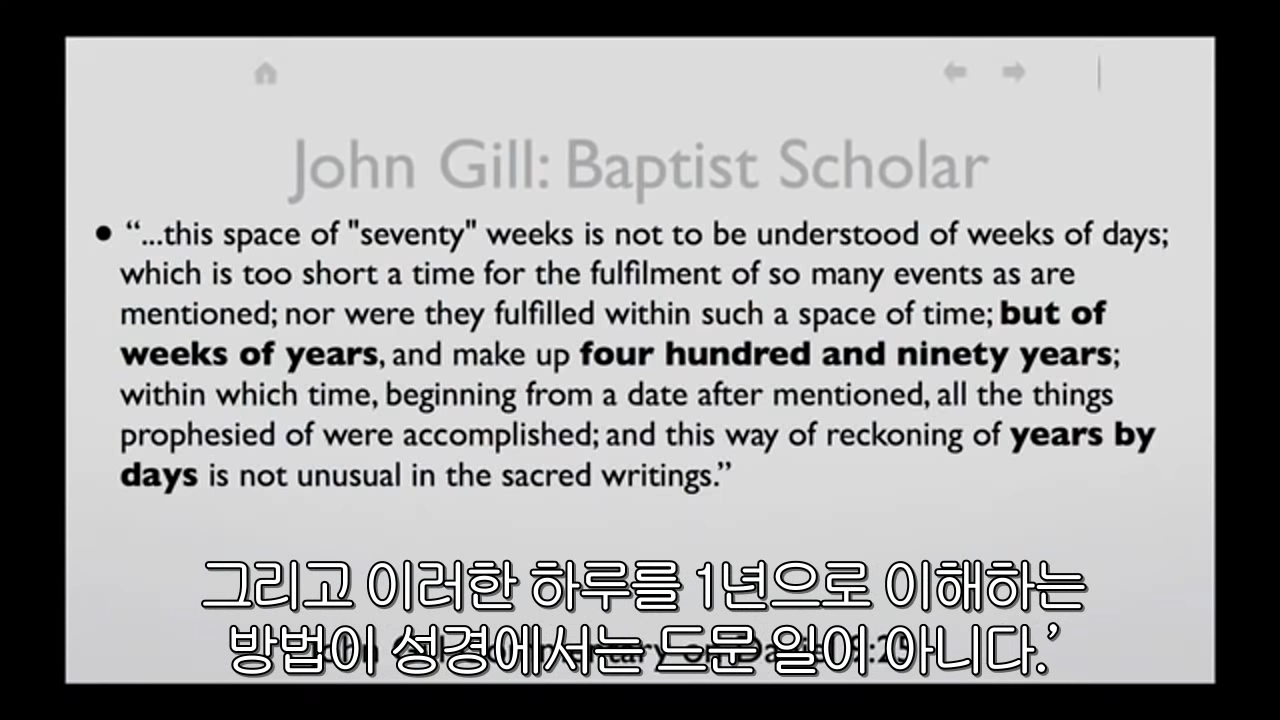 John Gill: Baptist Scholar
• “...this space of "seventy" weeks is not to be understood of weeks of days;
which is too short a time for the fulfilment of so many events as are
mentioned; nor were they fulfilled within such a space of time; but of
weeks of years, and make up four hundred and ninety years;
within which time, beginning from a date after mentioned, all the things
prophesied of were accomplished; and this way of reckoning of years by
days is not unusual in the sacred writings.”
그리고 이러한 하루를 1년으로 이해하는
방법이 성경에서는 드문 일이 아니다.’